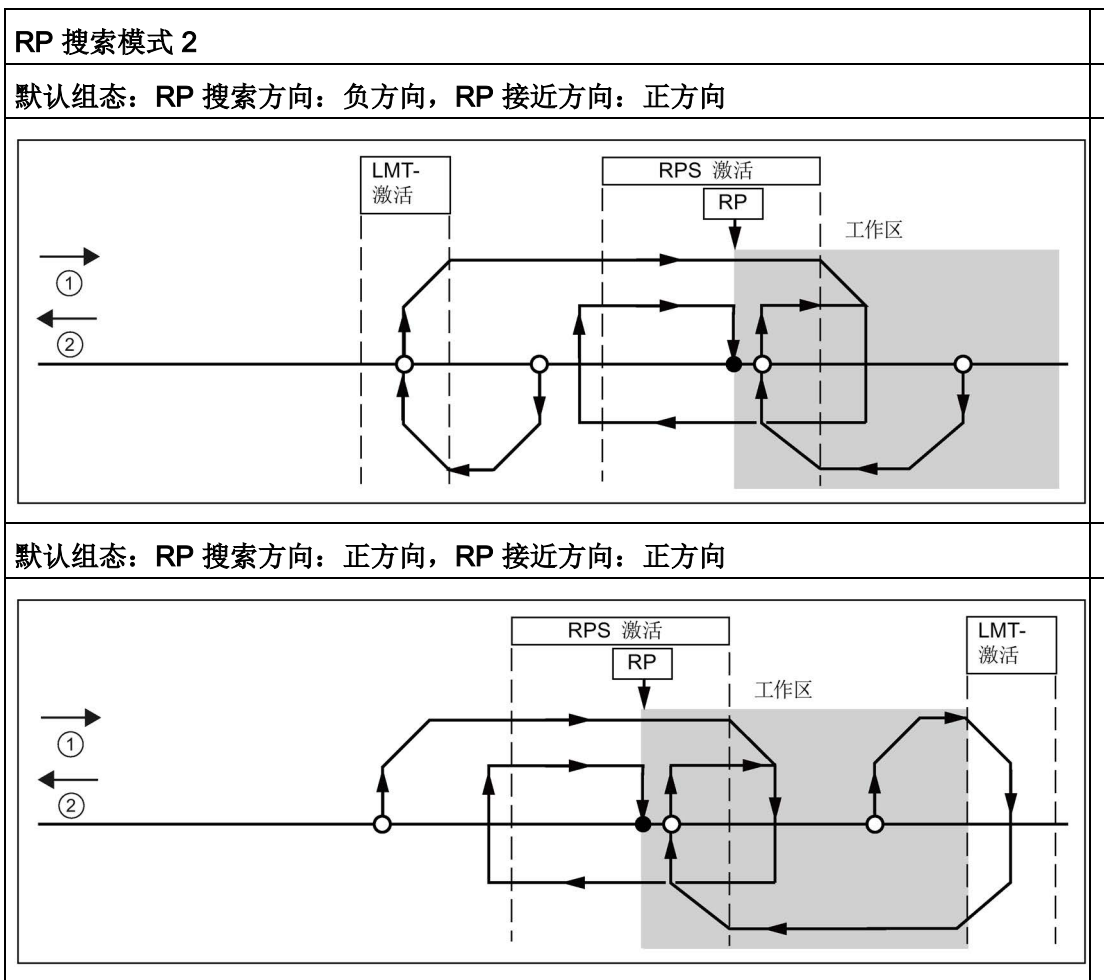 RP 搜索模式 2
默认组态：RP 搜索方向：负方向，RP 接近方向：正方向
LMT-
激活
RPS 激活
RP
工作区
①
②
默认组态：RP 搜索方向：正方向，RP 接近方向：正方向
RPS 激活
LMT-
激活
RP
工作区
①
②